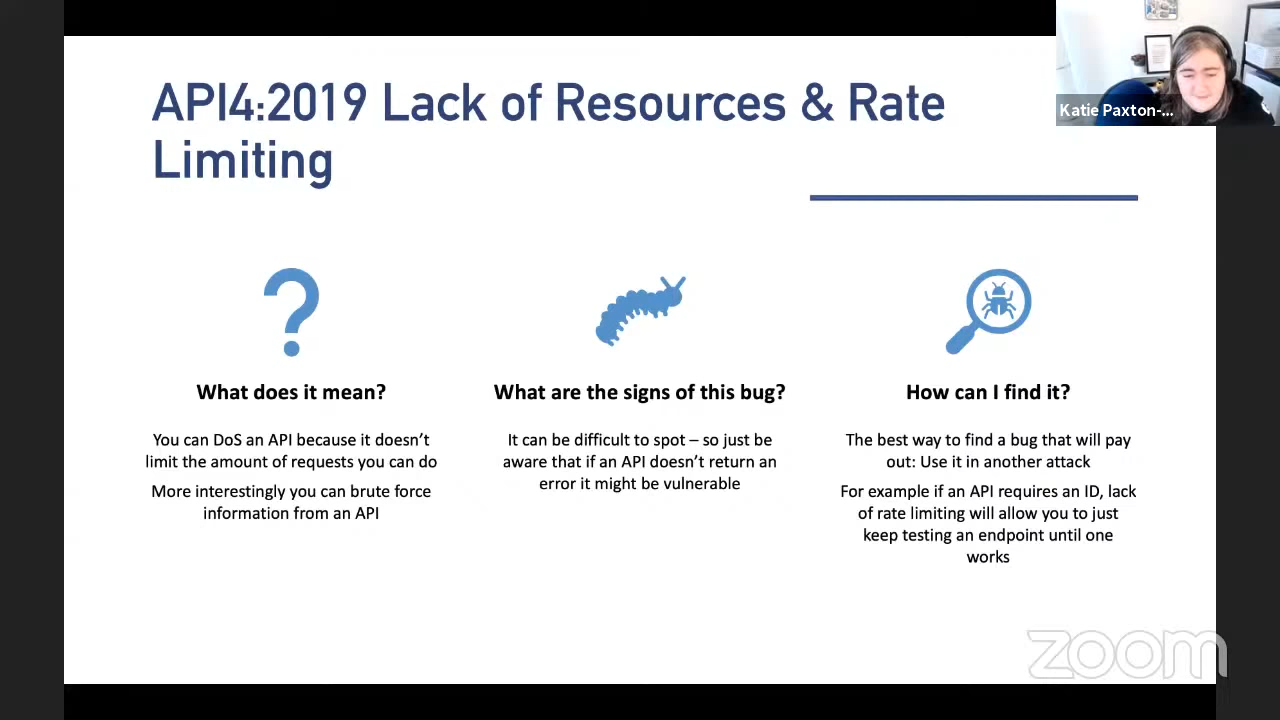 API4:2019 Lack of Resources & Rate
Limiting
Katie Paxton-...
What does it mean?
You can DoS an API because it doesn't
limit the amount of requests you can do
More interestingly you can brute force
information from an API
What are the signs of this bug?
It can be difficult to spot – so just be
aware that if an API doesn't return an
error it might be vulnerable
How can I find it?
The best way to find a bug that will pay
out: Use it in another attack
For example if an API requires an ID, lack
of rate limiting will allow you to just
keep testing an endpoint until one
works
zoom